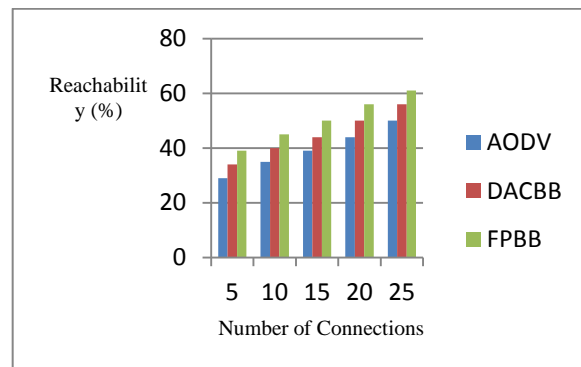 80
Reachabilit
y (%)
60
40
20
0
AODV
DACBB
FPBB
5 10 15 20 25
Number of Connections